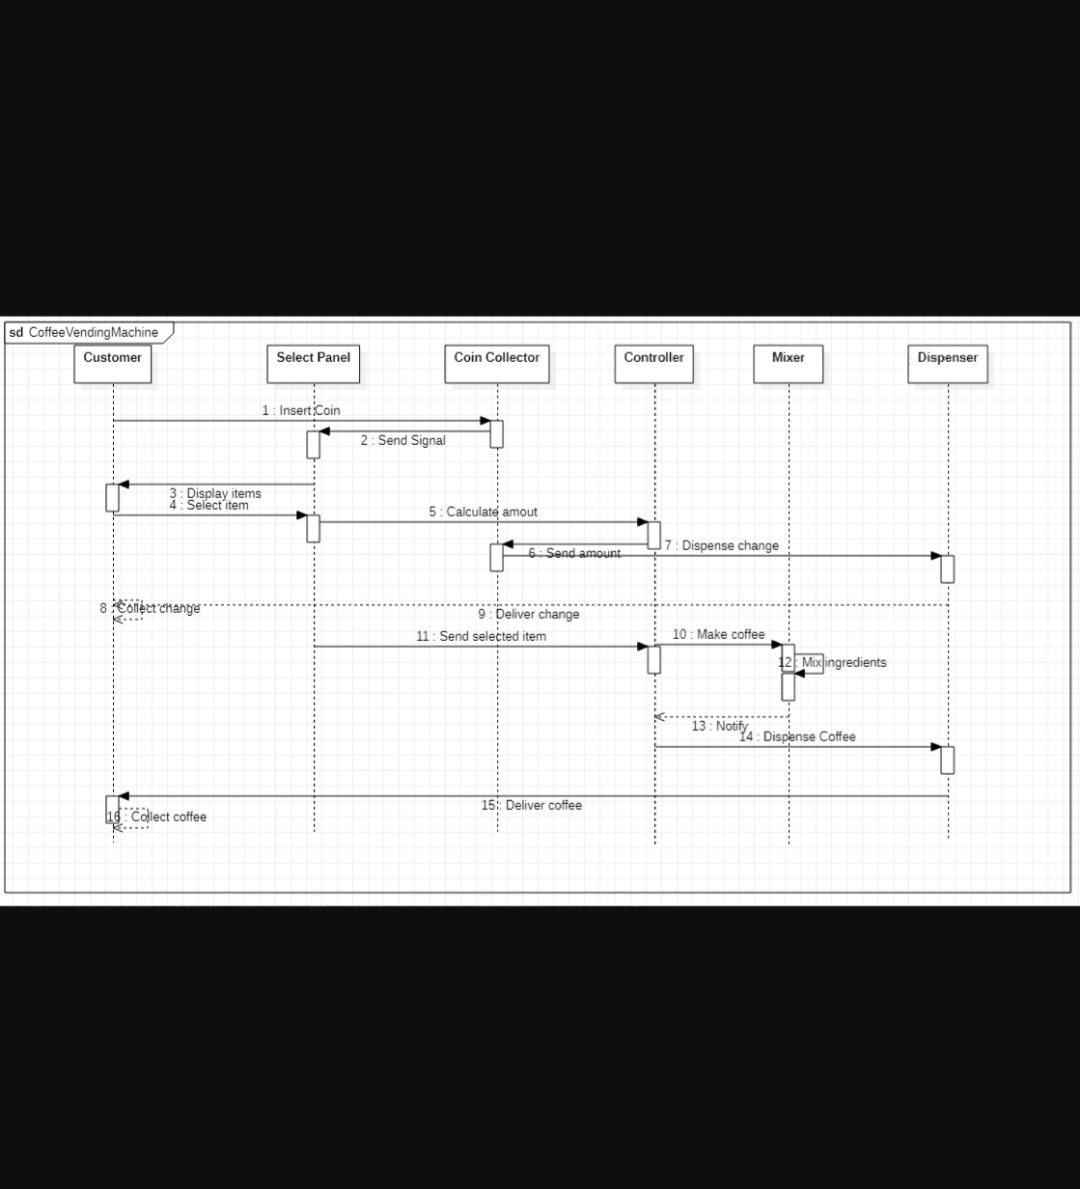 sd CoffeeVendingMachine
Customer
Select Panel
Coin Collector
Controller
Mixer
Dispenser
1 : Insert Coin
2 : Send Signal
3 : Display items
4 : Select item
5 : Calculate amout
6 : Send amount
7 : Dispense change
8 : Collect change
9 : Deliver change
10 : Make coffee
11 : Send selected item
12 : Mix ingredients
13 : Notify
14 : Dispense Coffee
15 : Deliver coffee
16 : Collect coffee